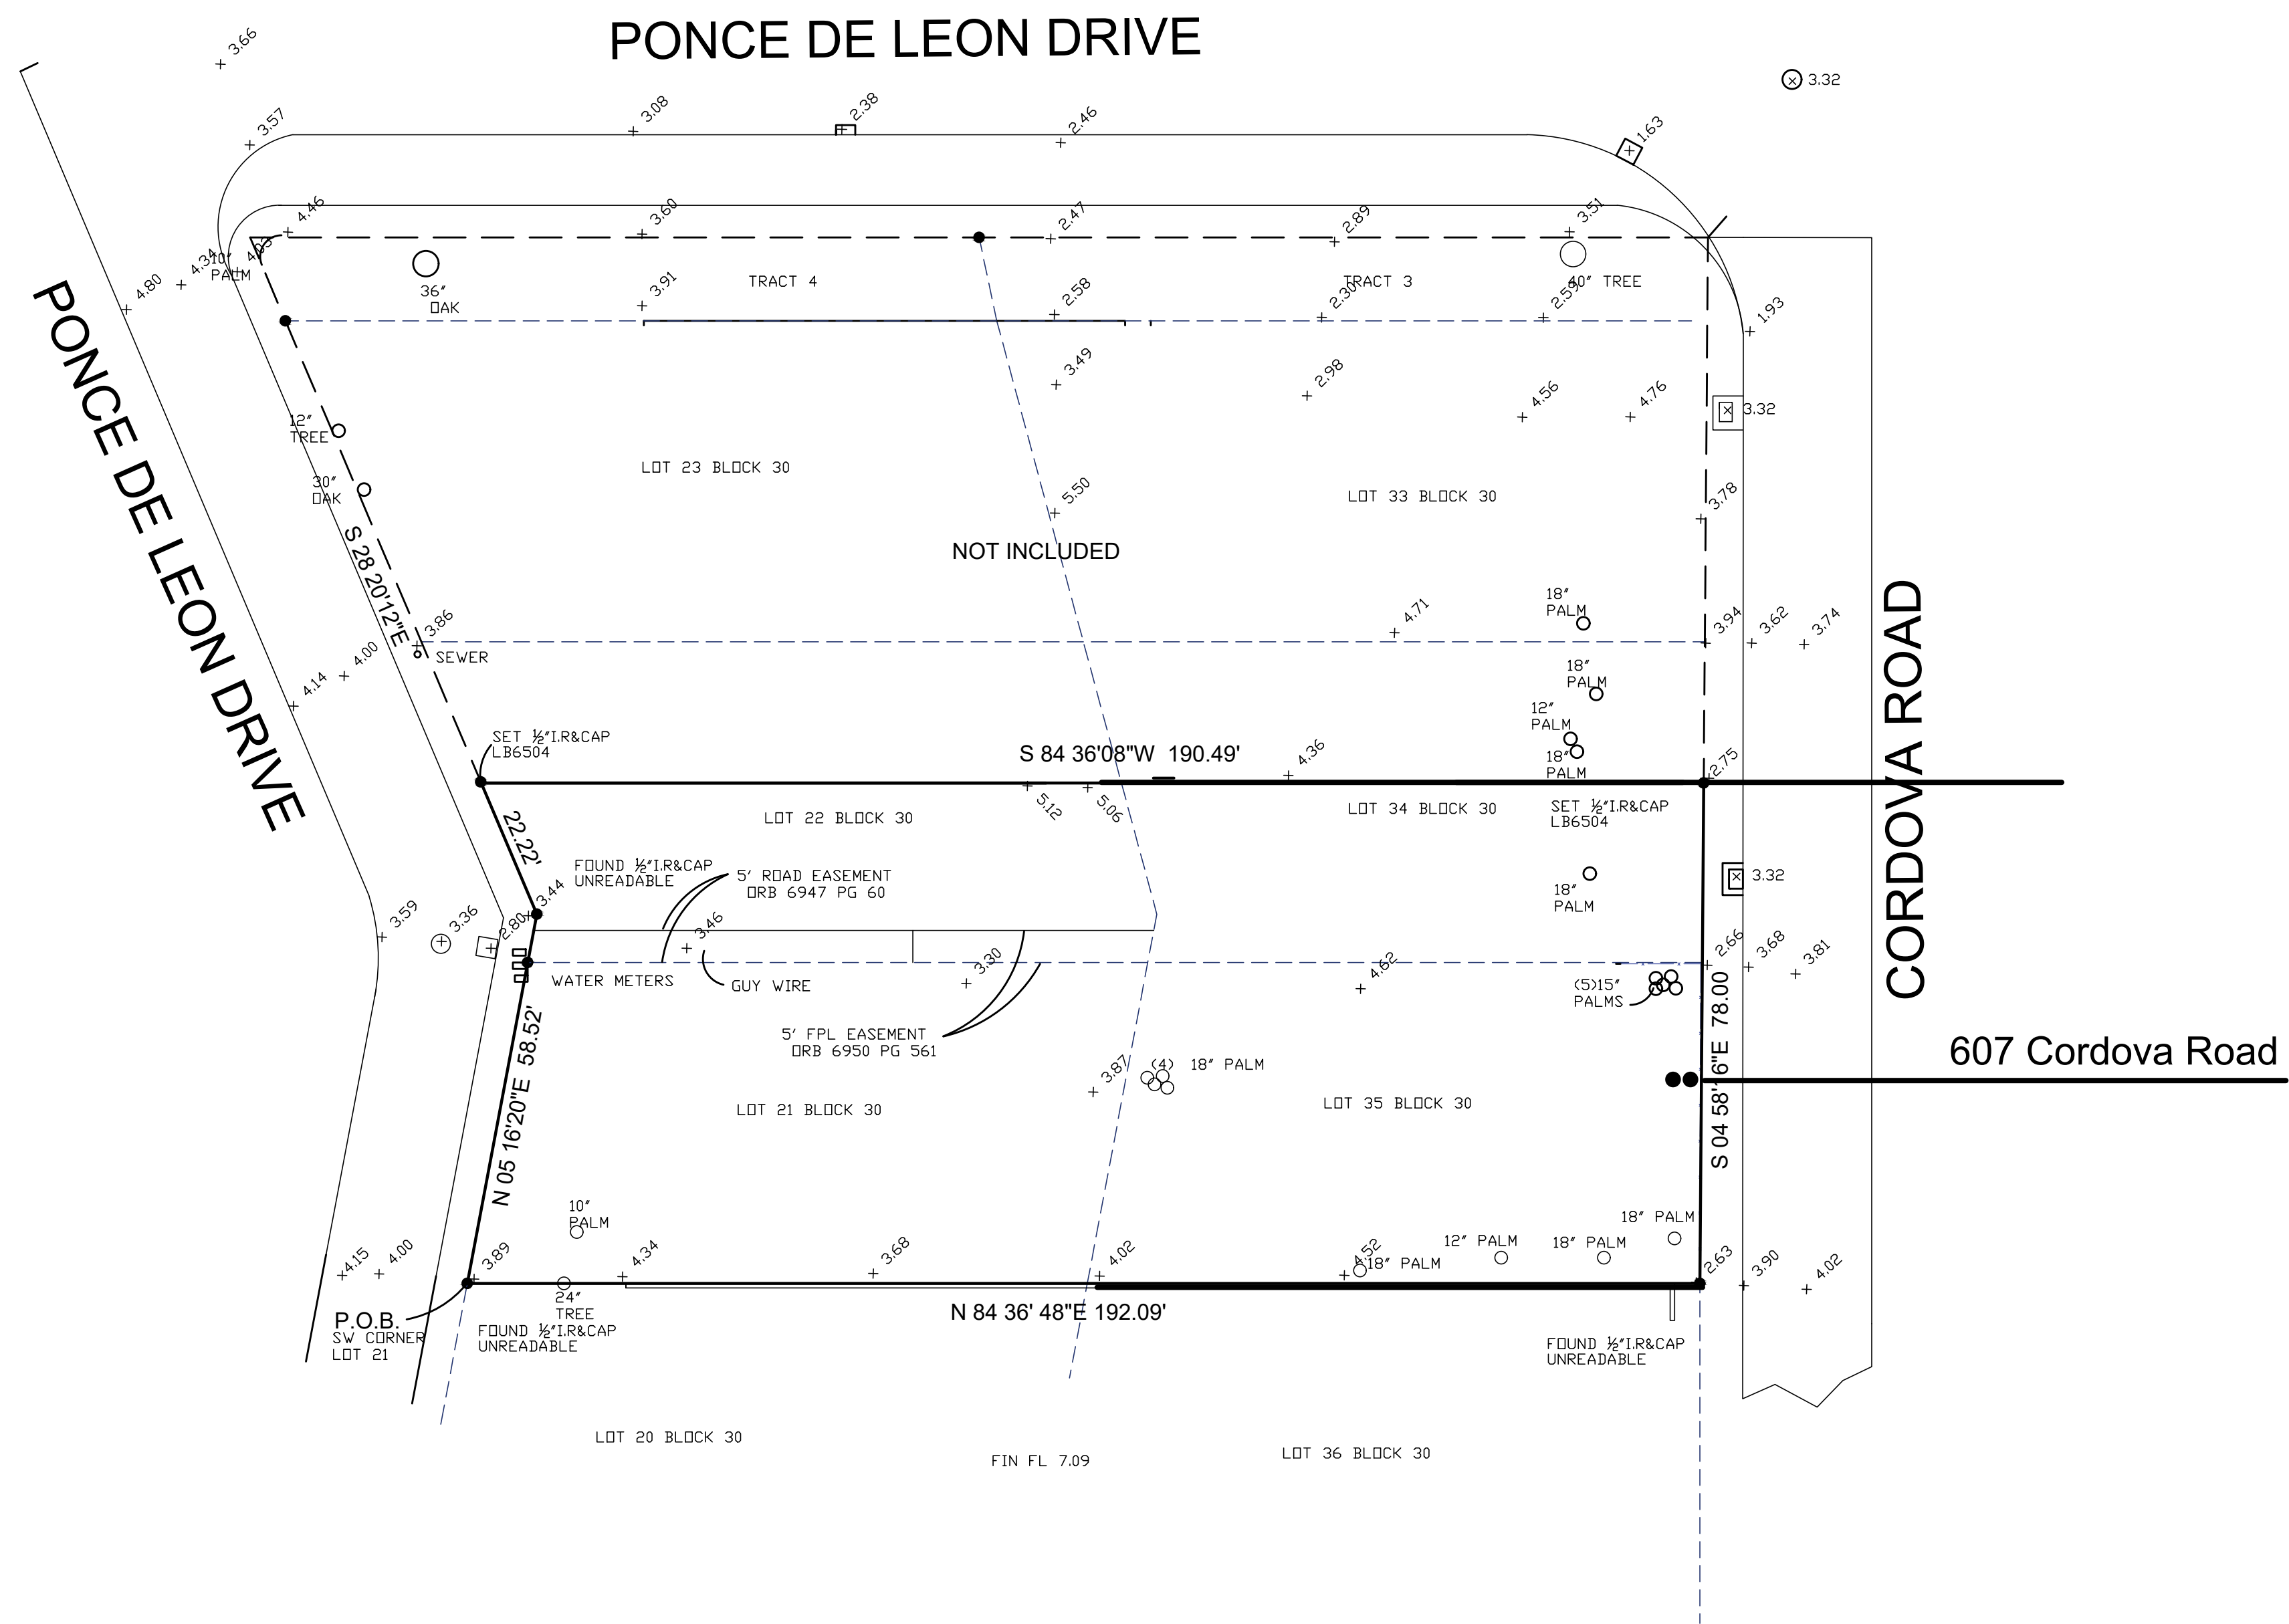 PONCE DE LEON DRIVE
3.66
3.32
3.57
3.08
2.38
2.46
1.63
4.46
3.60
2.47
2.89
3.51
4.80
4.34
4.03
10"
PALM
36"
OAK
3.91
TRACT 4
2.58
2.30
TRACT 3
2.59
40" TREE
1.93
PONCE DE LEON DRIVE
12"
TREE
3.49
2.98
4.56
4.76
3.32
30"
OAK
LOT 23 BLOCK 30
5.50
LOT 33 BLOCK 30
3.78
S 28 20'12"E
NOT INCLUDED
3.86
SEWER
4.14
4.00
4.71
18"
PALM
3.94
3.62
3.74
CORDOVA ROAD
18"
PALM
12"
PALM
18"
PALM
SET ½"I.R&CAP
LB6504
S 84 36'08"W 190.49'
4.36
2.75
22.22'
5.12
5.06
LOT 22 BLOCK 30
LOT 34 BLOCK 30
SET ½"I.R&CAP
LB6504
FOUND ½"I.R&CAP
UNREADABLE
5' ROAD EASEMENT
ORB 6947 PG 60
18"
PALM
3.32
3.59
3.36
2.80
3.44
3.46
3.30
4.62
2.66
3.68
3.81
WATER METERS
GUY WIRE
(5)15"
PALMS
5' FPL EASEMENT
ORB 6950 PG 561
N 05 16'20"E 58.52'
3.87
(4) 18" PALM
S 04 58' 6"E 78.00
607 Cordova Road
LOT 21 BLOCK 30
LOT 35 BLOCK 30
10"
PALM
18" PALM
12" PALM
18" PALM
4.15
4.00
3.89
4.34
3.68
4.02
4.52
18" PALM
2.63
3.90
4.02
P.O.B.
SW CORNER
LOT 21
24"
TREE
FOUND ½"I.R&CAP
UNREADABLE
N 84 36' 48"E 192.09'
FOUND ½"I.R&CAP
UNREADABLE
LOT 20 BLOCK 30
FIN FL 7.09
LOT 36 BLOCK 30